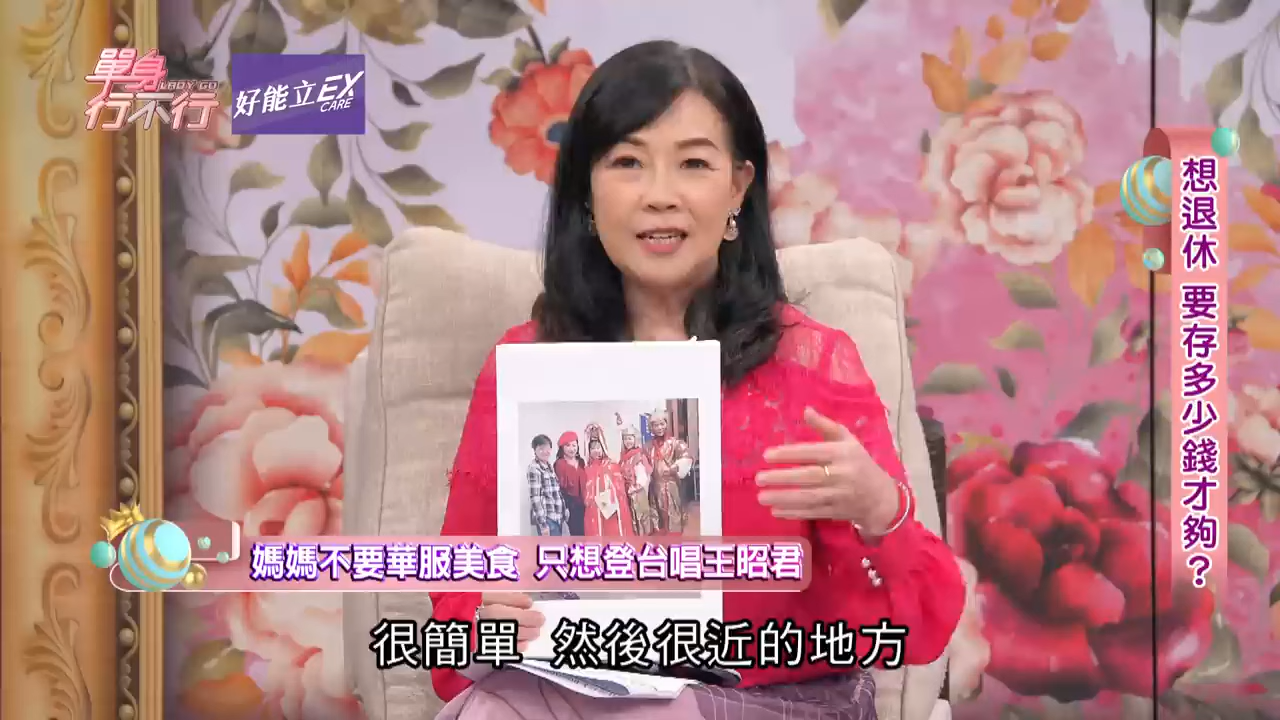 單身
LADY GO
行不行
好能立EX
CARE
想退休 要存多少錢才夠？
媽媽不要華服美食 只想登台唱王昭君
很簡單 然後很近的地方